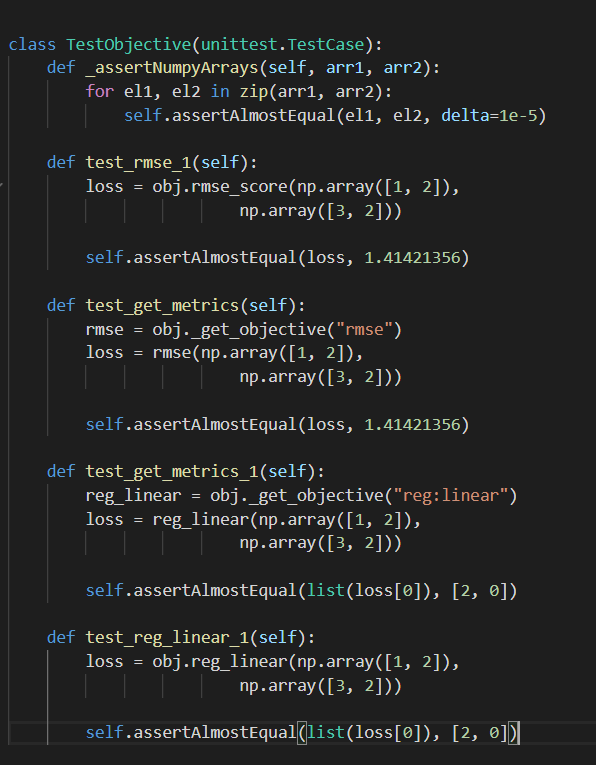 class TestObjective(unittest.TestCase):
    def _assertNumpyArrays(self, arr1, arr2):
        for el1, el2 in zip(arr1, arr2):
            self.assertAlmostEqual(el1, el2, delta=1e-5)

    def test_rmse_1(self):
        loss = obj.rmse_score(np.array([1, 2]),
                        np.array([3, 2]))

        self.assertAlmostEqual(loss, 1.41421356)

    def test_get_metrics(self):
        rmse = obj._get_objective("rmse")
        loss = rmse(np.array([1, 2]),
                        np.array([3, 2]))

        self.assertAlmostEqual(loss, 1.41421356)

    def test_get_metrics_1(self):
        reg_linear = obj._get_objective("reg:linear")
        loss = reg_linear(np.array([1, 2]),
                        np.array([3, 2]))

        self.assertAlmostEqual(list(loss[0]), [2, 0])

    def test_reg_linear_1(self):
        loss = obj.reg_linear(np.array([1, 2]),
                        np.array([3, 2]))

        self.assertAlmostEqual(list(loss[0]), [2, 0])